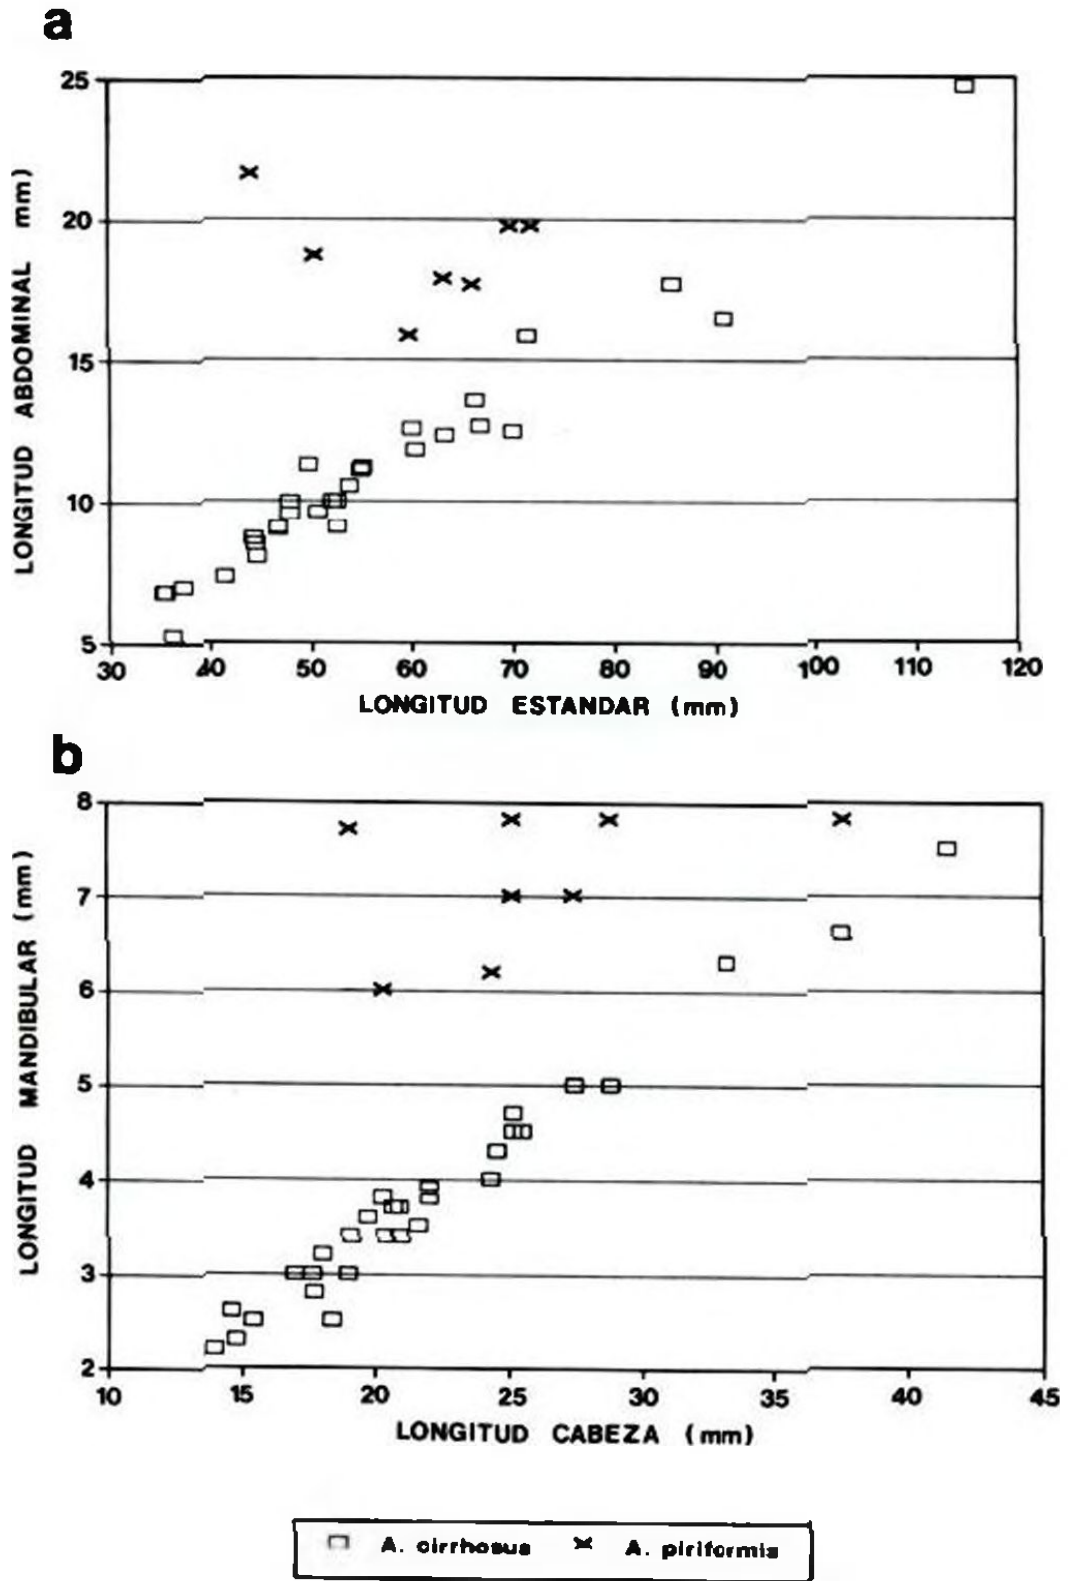 a
25
20
15
10
5
LONGITUD ABDOMINAL mm)
30 40 50 60 70 80 90 100 110 120
LONGITUD ESTANDAR (mm)
b
8
7
6
5
4
3
2
LONGITUD MANDIBULAR (mm)
10 15 20 25 30 35 40 45
LONGITUD CABEZA (mm)
A. cirrhosus A. piriformis